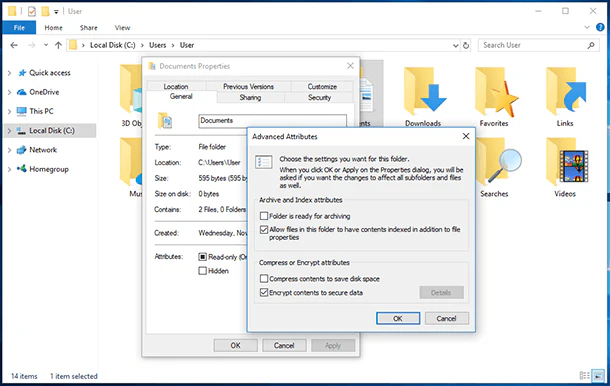 User
File
Home
Share
View
Local Disk (C:)
Users
User
Search User
Quick access
OneDrive
This PC
Local Disk (C:)
Network
Homegroup
3D Ob
ents
Downloads
Favorites
Links
Mus
Searches
Videos
14 items
1 item selected
Documents Properties
Location
Previous Versions
Customize
General
Sharing
Security
Documents
Type:
File folder
Location:
C:\Users\User
Size:
595 bytes (595 by
Size on disk:
0 bytes
Contains:
2 Files, 0 Folders
Created:
Wednesday, Nov
Attributes:
Read-only (On
Hidden
OK
Cancel
Apply
Advanced Attributes
Choose the settings you want for this folder.
When you click OK or Apply on the Properties dialog, you will be
asked if you want the changes to affect all subfolders and files
as well.
Archive and Index attributes
Folder is ready for archiving
Allow files in this folder to have contents indexed in addition to file
properties
Compress or Encrypt attributes
Compress contents to save disk space
Encrypt contents to secure data
Details
OK
Cancel